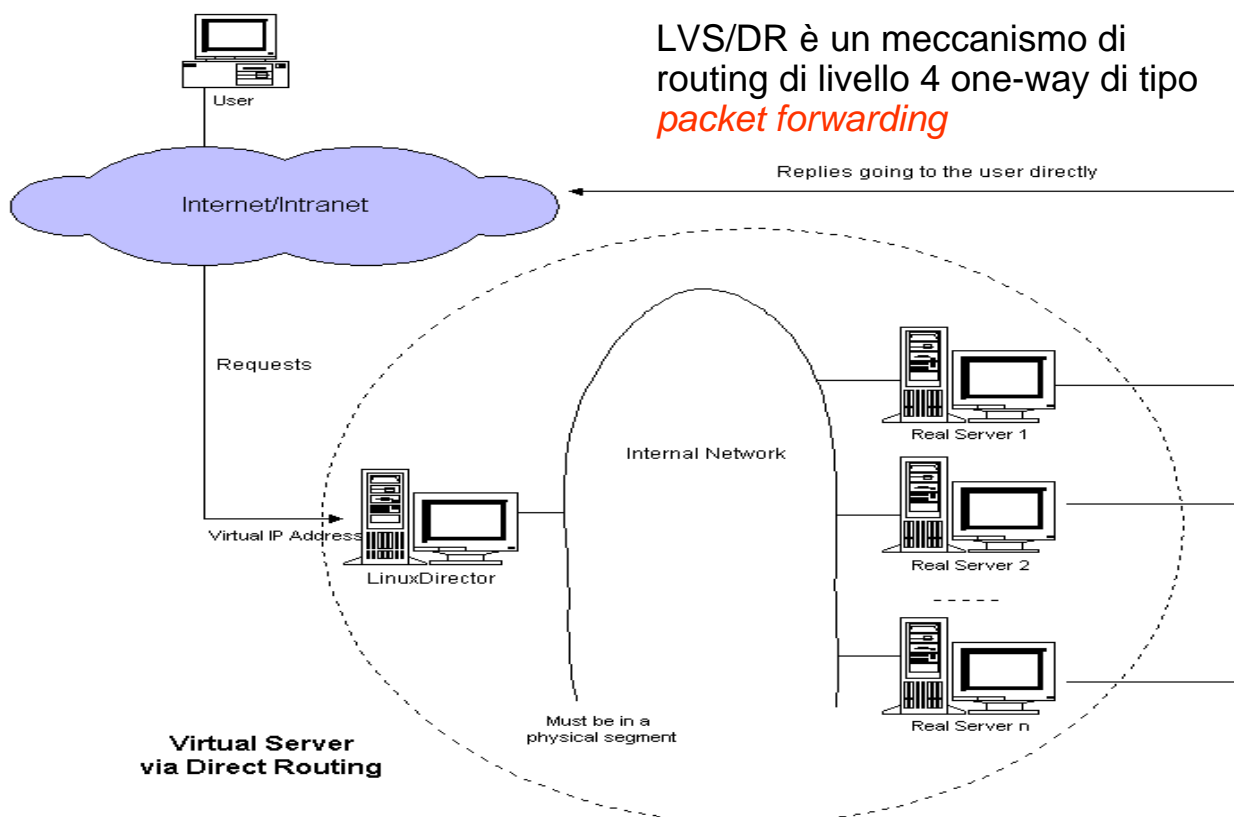 LVS/DR è un meccanismo di
routing di livello 4 one-way di tipo
packet forwarding
User
Replies going to the user directly
Internet/Intranet
Requests
Real Server 1
Internal Network
Virtual IP Address
LinuxDirector
Real Server 2
Must be in a
physical segment
Real Server n
Virtual Server
via Direct Routing